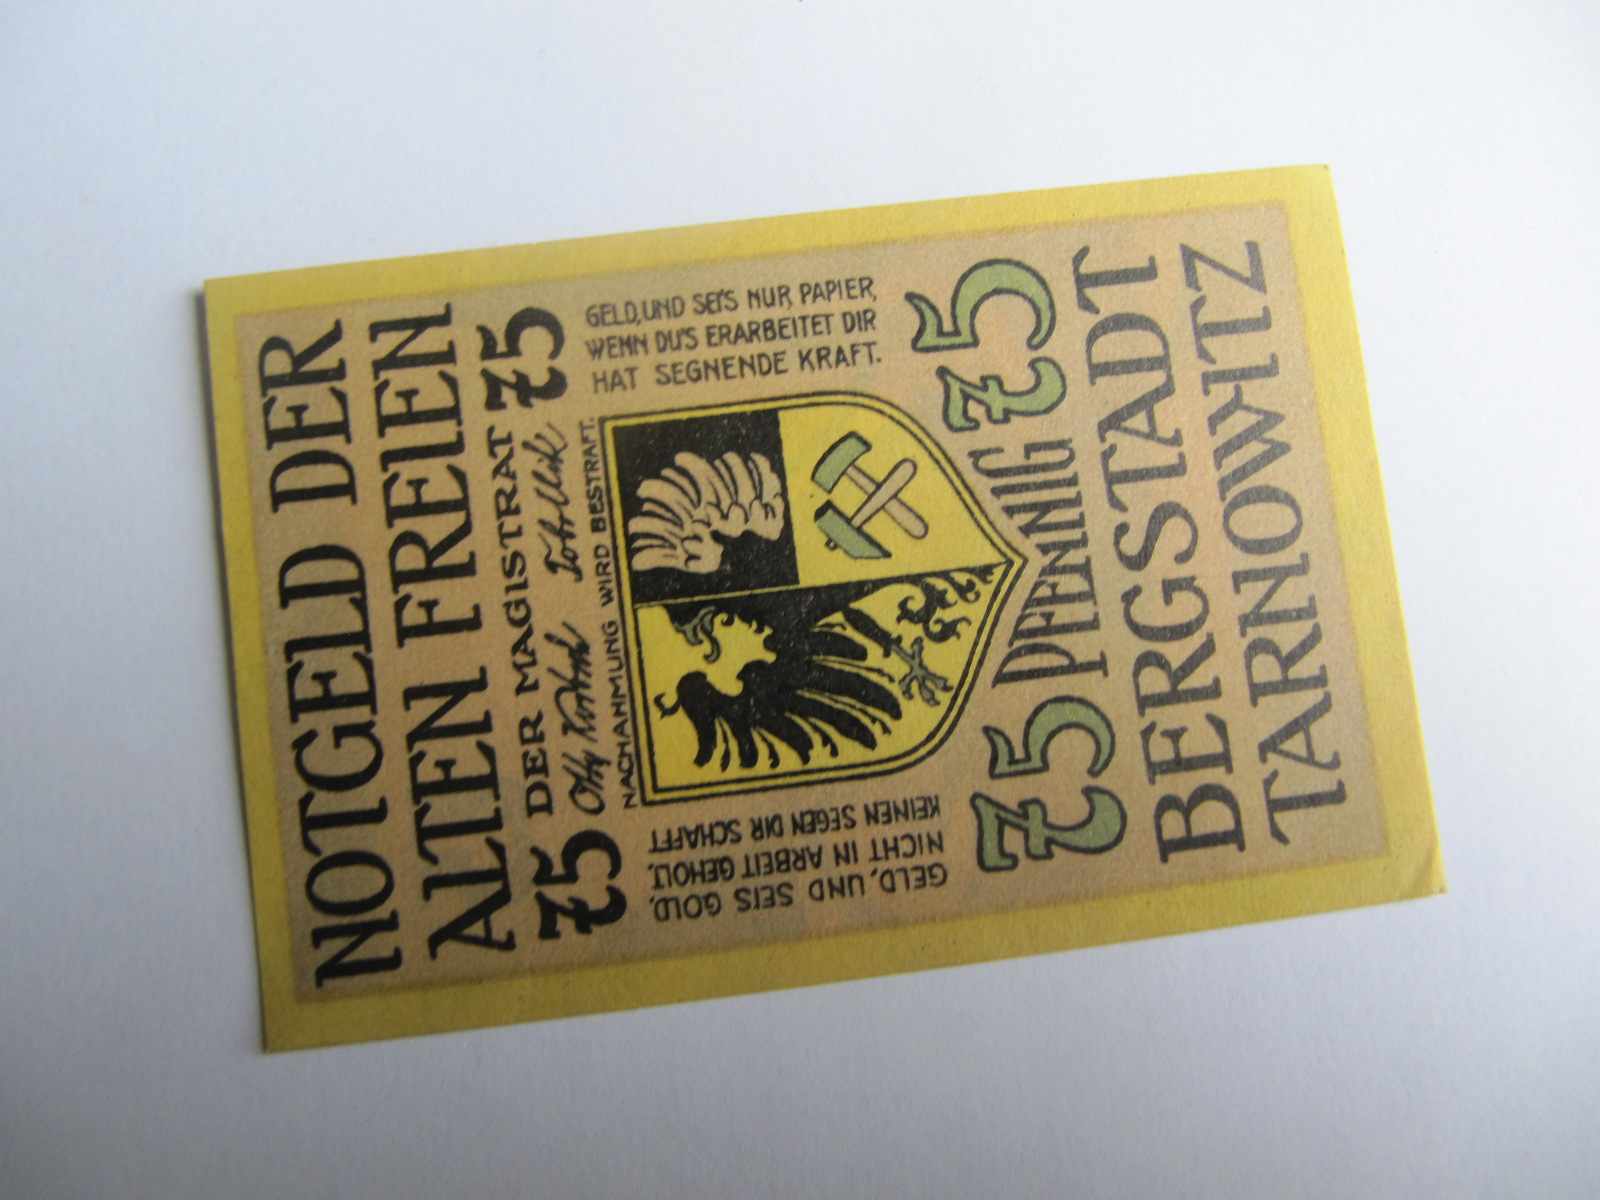 NOTGELD DER
ALTEN FREIEN
75 DER MAGISTRAT 75
NACHAHMUNG WIRD BESTRAFT.
GELD, UND SEI'S GOLD,
NICHT IN ARBEIT GEHOLT,
KEINEN SEGEN DIR SCHAFFT
GELD, UND SEI'S NUR PAPIER,
WENN DU'S ERARBEITET DIR
HAT SEGNENDE KRAFT.
75 PFENNIG 75
BERGSTADT
TARNOWITZ